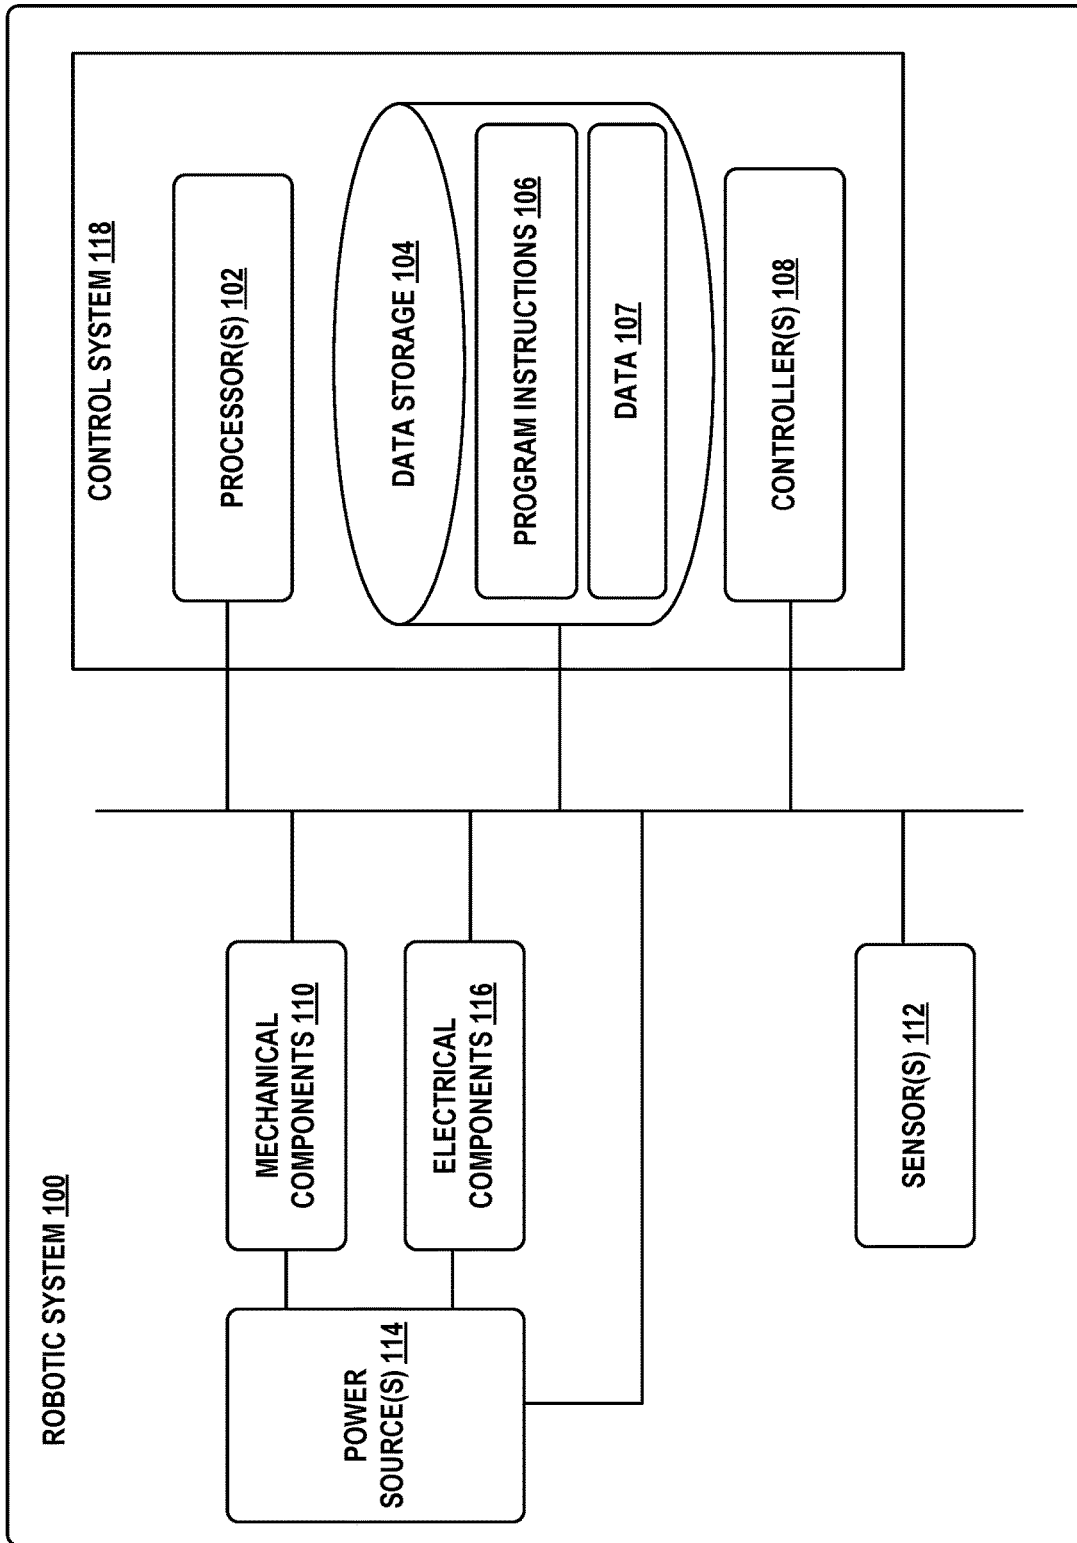 ROBOTIC SYSTEM 100
CONTROL SYSTEM 118
PROCESSOR(S) 102
DATA STORAGE 104
PROGRAM INSTRUCTIONS 106
DATA 107
CONTROLLER(S) 108
MECHANICAL
COMPONENTS 110
ELECTRICAL
COMPONENTS 116
POWER
SOURCE(S) 114
SENSOR(S) 112